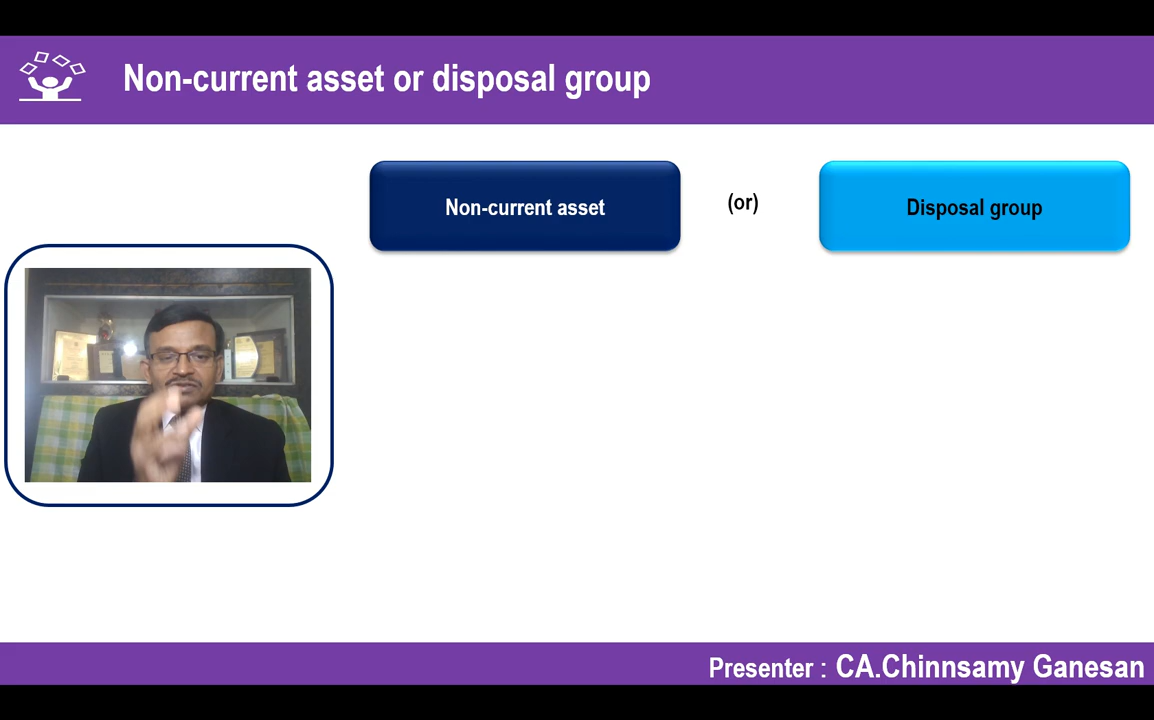 Non-current asset or disposal group
Non-current asset
(or)
Disposal group
Presenter : CA.Chinnsamy Ganesan